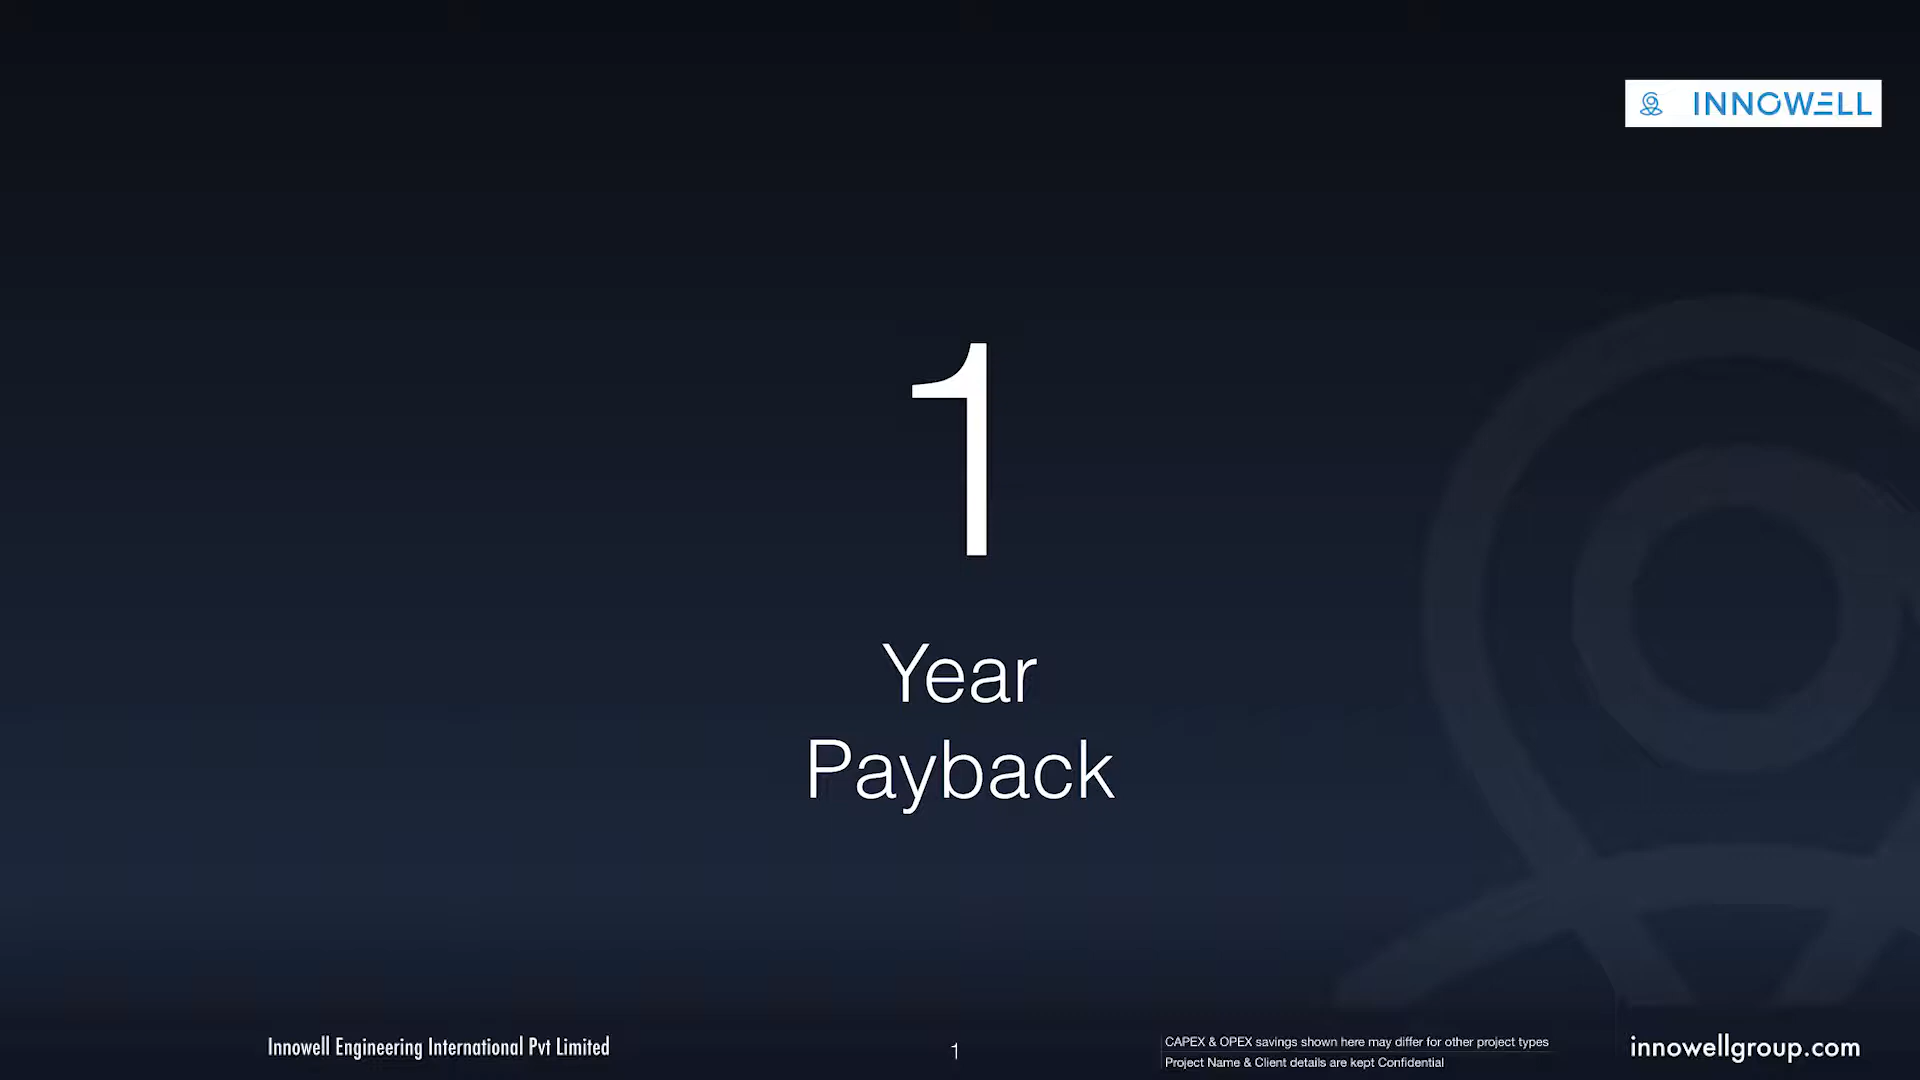 INNOWELL
1
Year
Payback
Innowell Engineering International Pvt Limited
1
CAPEX & OPEX savings shown here may differ for other project types
Project Name & Client details are kept Confidential
innowellgroup.com